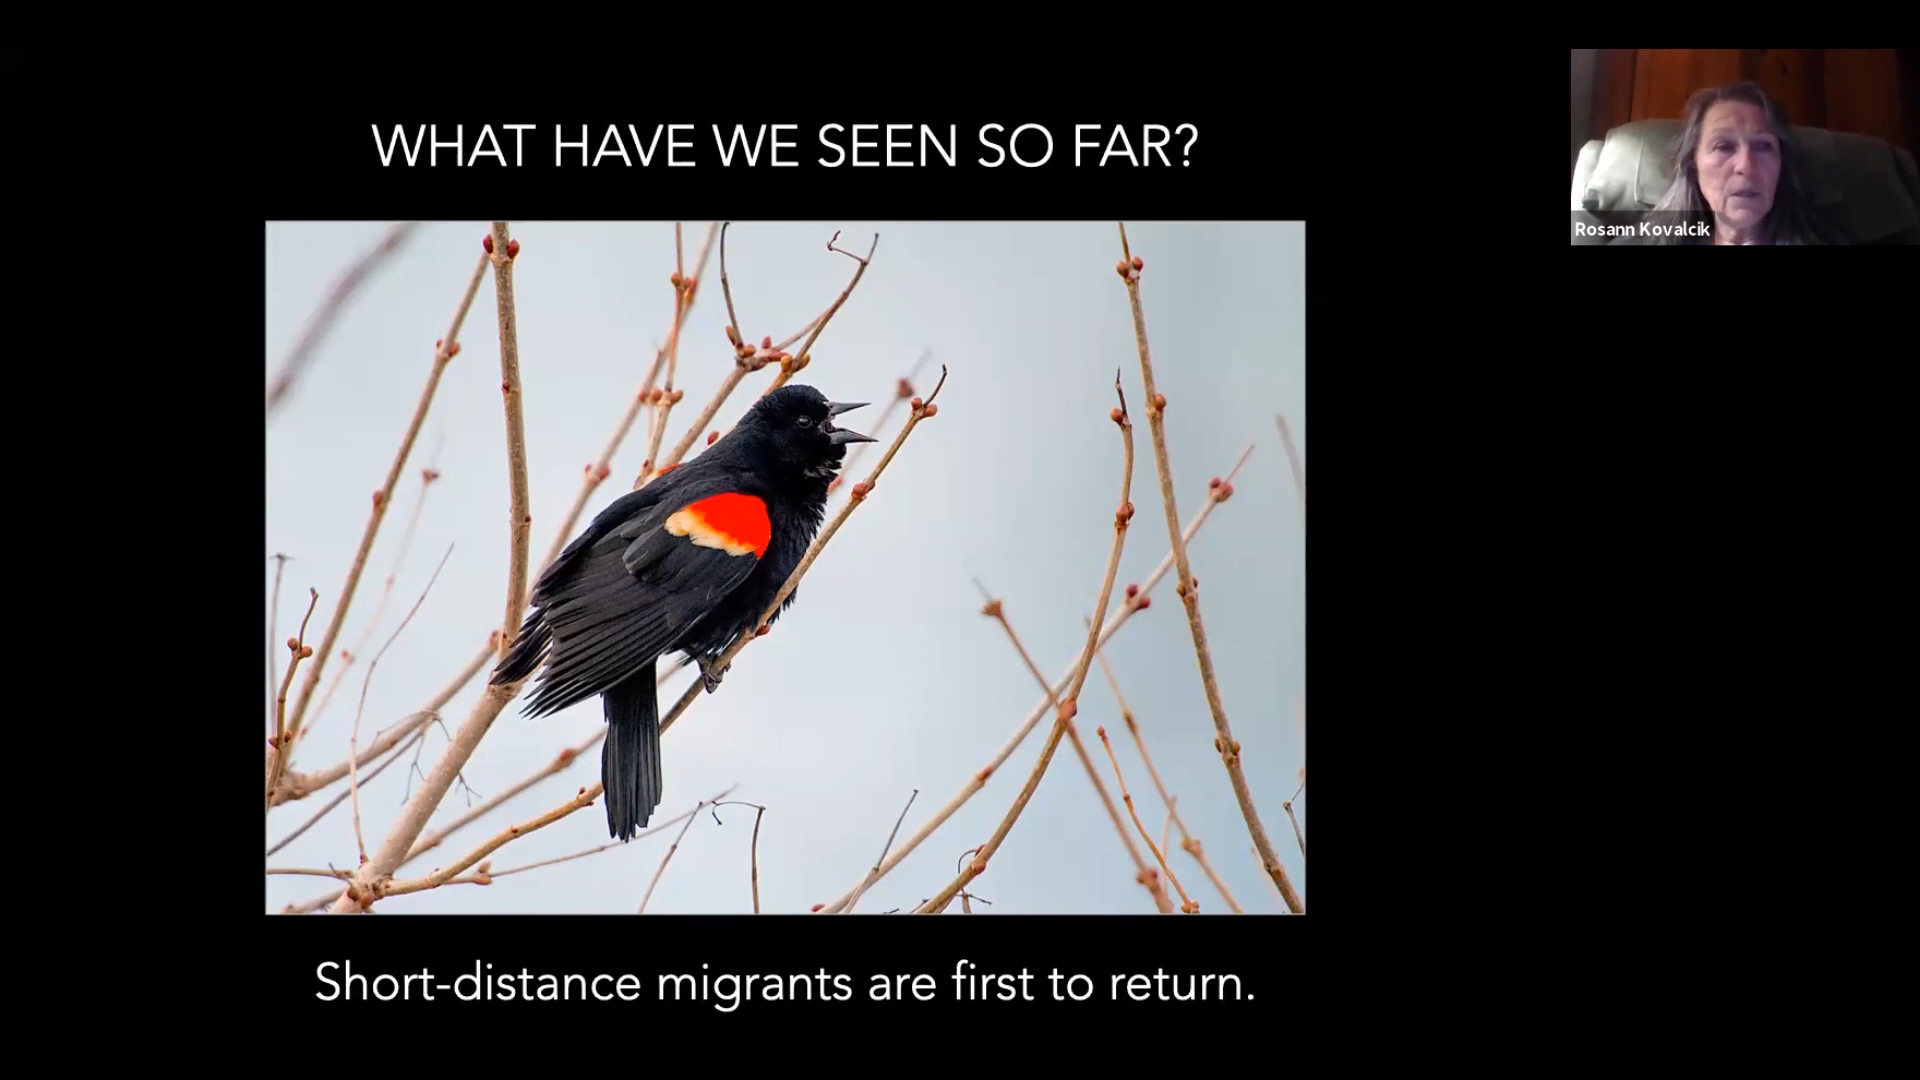 WHAT HAVE WE SEEN SO FAR?
Rosann Kovalcik
Short-distance migrants are first to return.